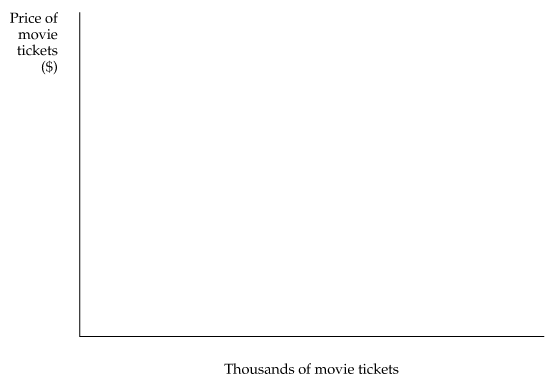 Price of
movie
tickets
($)
Thousands of movie tickets